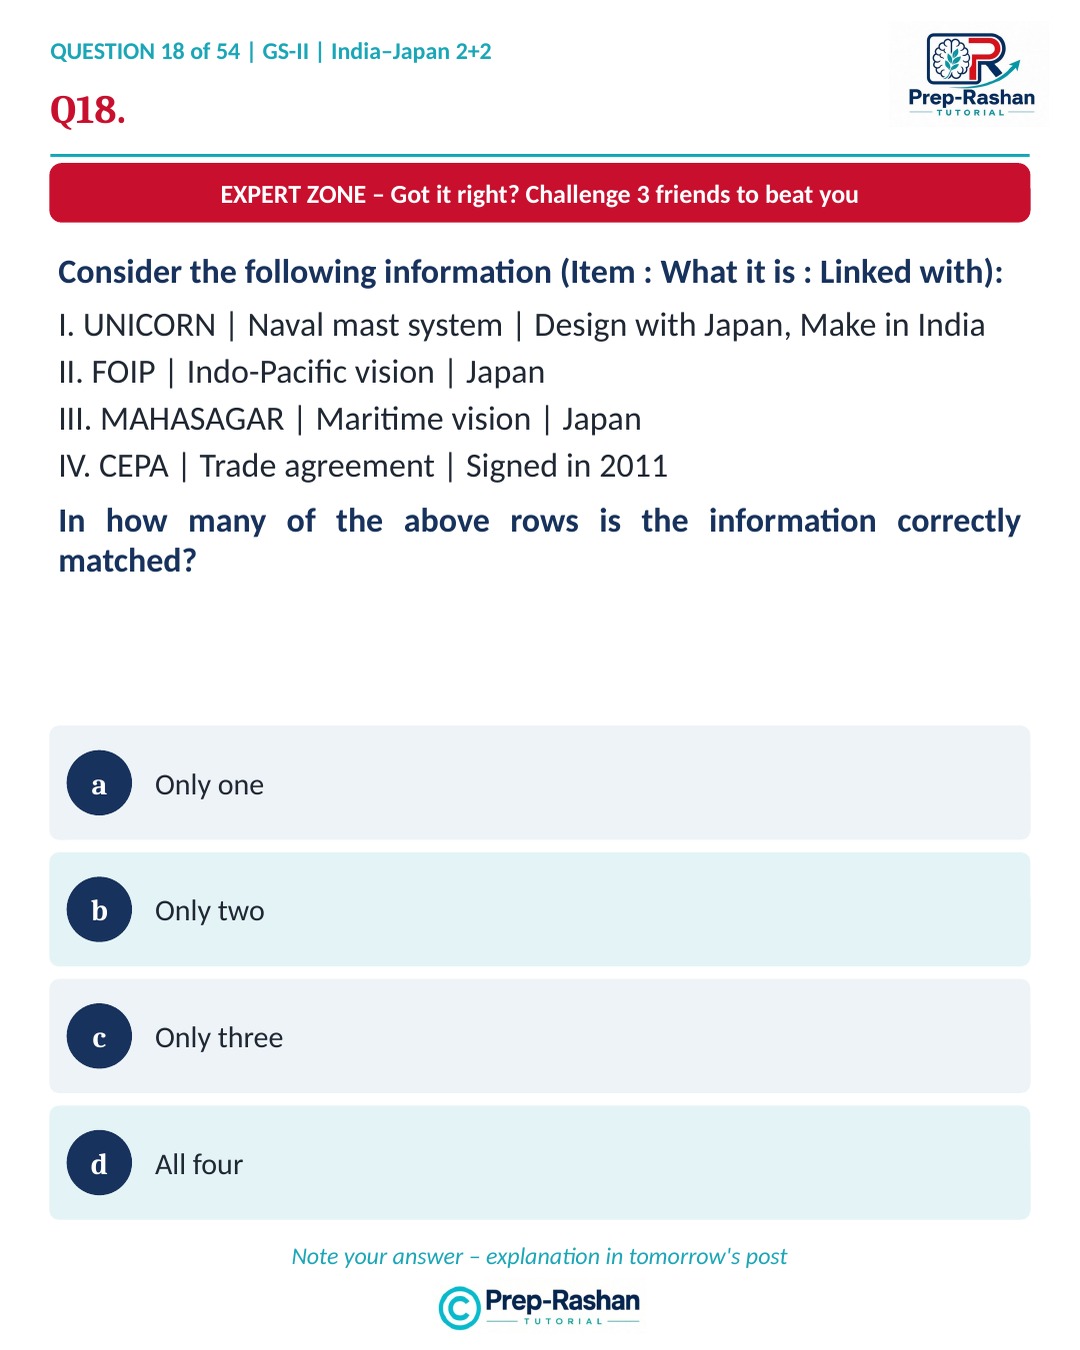 QUESTION 18 of 54 | GS-II | India–Japan 2+2
Q18.
Prep-Rashan
TUTORIAL
EXPERT ZONE – Got it right? Challenge 3 friends to beat you
Consider the following information (Item : What it is : Linked with):
I. UNICORN | Naval mast system | Design with Japan, Make in India
II. FOIP | Indo-Pacific vision | Japan
III. MAHASAGAR | Maritime vision | Japan
IV. CEPA | Trade agreement | Signed in 2011
In how many of the above rows is the information correctly
matched?
a Only one
b Only two
c Only three
d All four
Note your answer – explanation in tomorrow's post
© Prep-Rashan
TUTORIAL